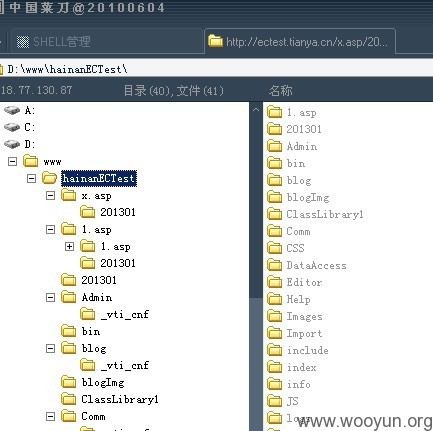 中国菜刀@20100604
SHELL管理
http://ectest.tianya.cn/x.asp/20...
D:\www\hainanECTest\
18.77.130.87
目录(40),文件(41)
名称
A:
C:
D:
www
hainanECTest
x.asp
201301
1.asp
1.asp
201301
201301
Admin
_vti_cnf
bin
blog
_vti_cnf
blogImg
ClassLibrary1
Comm
1.asp
201301
Admin
bin
blog
blogImg
ClassLibrary1
Comm
CSS
DataAccess
Editor
Help
Images
Import
include
index
info
JS
www.wooyun.org